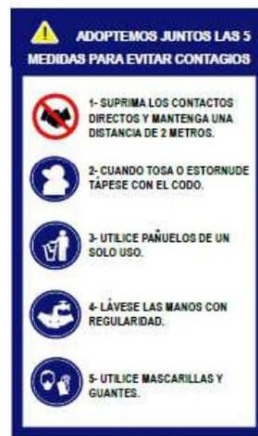 ADOPTEMOS JUNTOS LAS 5
MEDIDAS PARA EVITAR CONTAGIOS
1- SUPRIMA LOS CONTACTOS
DIRECTOS Y MANTENGA UNA
DISTANCIA DE 2 METROS.
2- CUANDO TOSA O ESTORNUDE
TÁPESE CON EL CODO.
3- UTILICE PAÑUELOS DE UN
SOLO USO.
4- LÁVESE LAS MANOS CON
REGULARIDAD.
5- UTILICE MASCARILLAS Y
GUANTES.